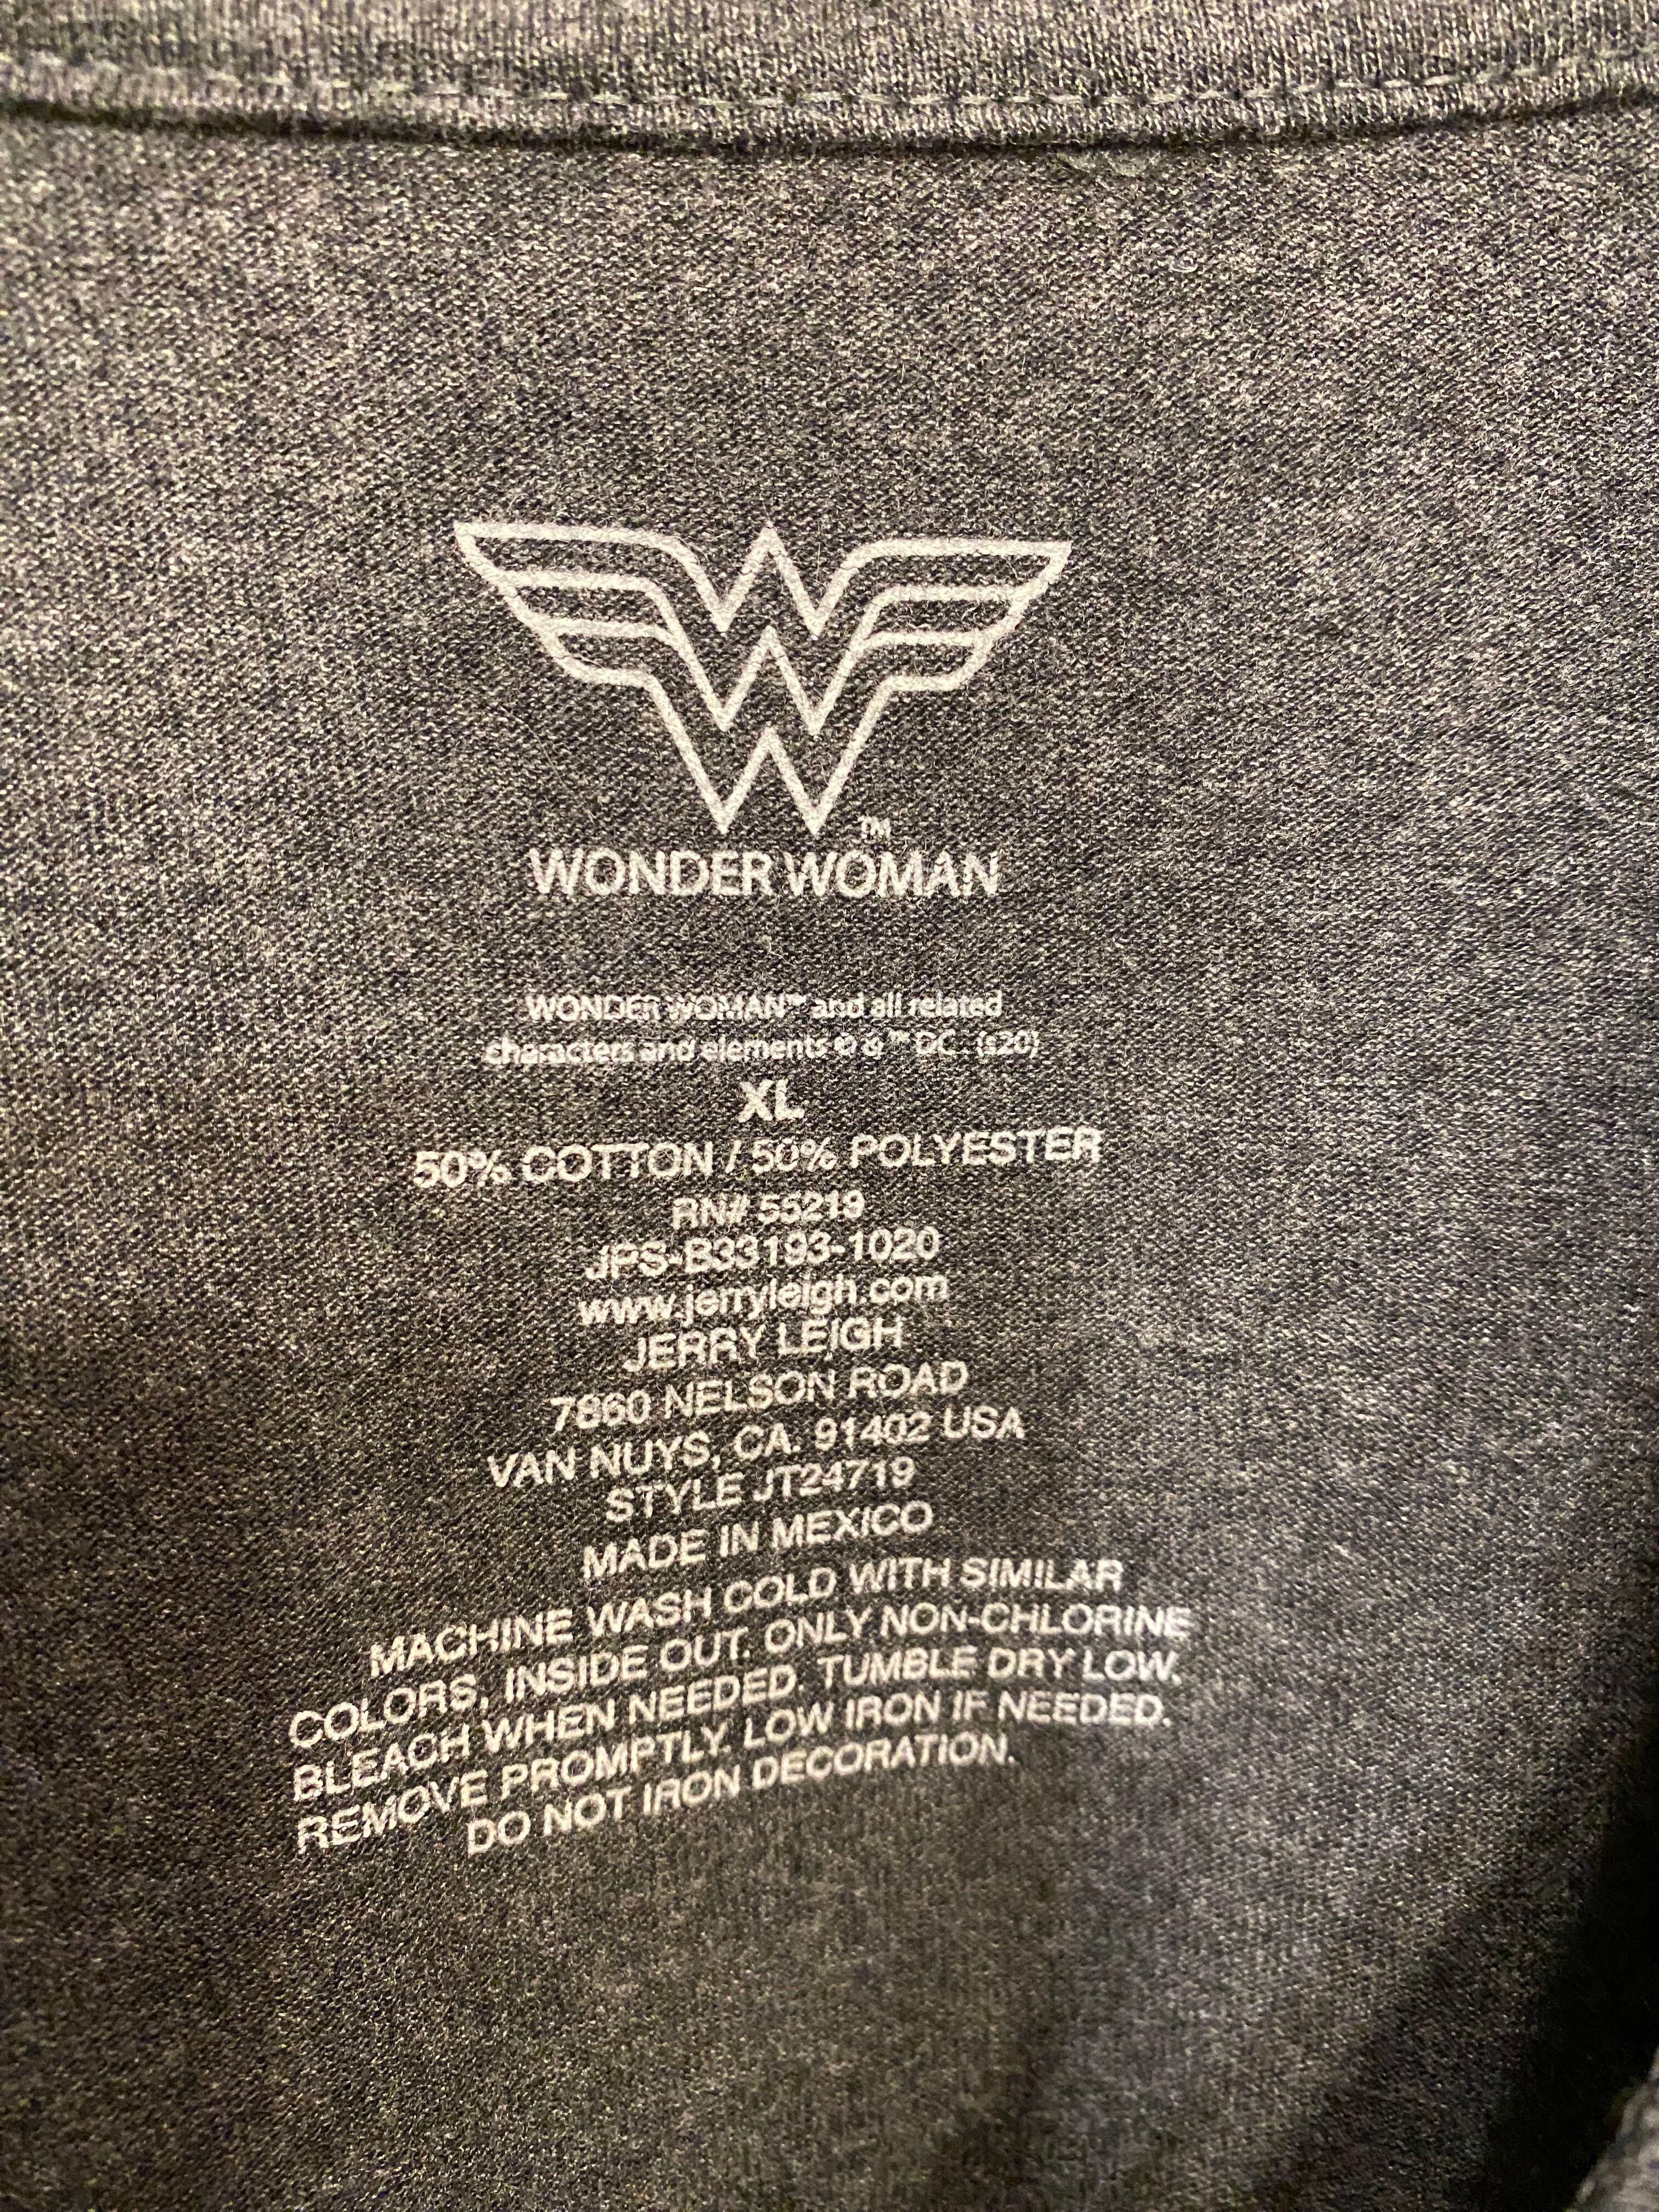 TM
WONDER WOMAN
WONDER WOMAN™ and all related
characters and elements © & ™ DC. (s20)
XL
50% COTTON / 50% POLYESTER
RN# 55219
JPS-B33193-1020
www.jerryleigh.com
JERRY LEIGH
7860 NELSON ROAD
VAN NUYS, CA. 91402 USA
STYLE JT24719
MADE IN MEXICO
MACHINE WASH COLD WITH SIMILAR
COLORS, INSIDE OUT. ONLY NON-CHLORINE
BLEACH WHEN NEEDED. TUMBLE DRY LOW,
REMOVE PROMPTLY. LOW IRON IF NEEDED.
DO NOT IRON DECORATION.